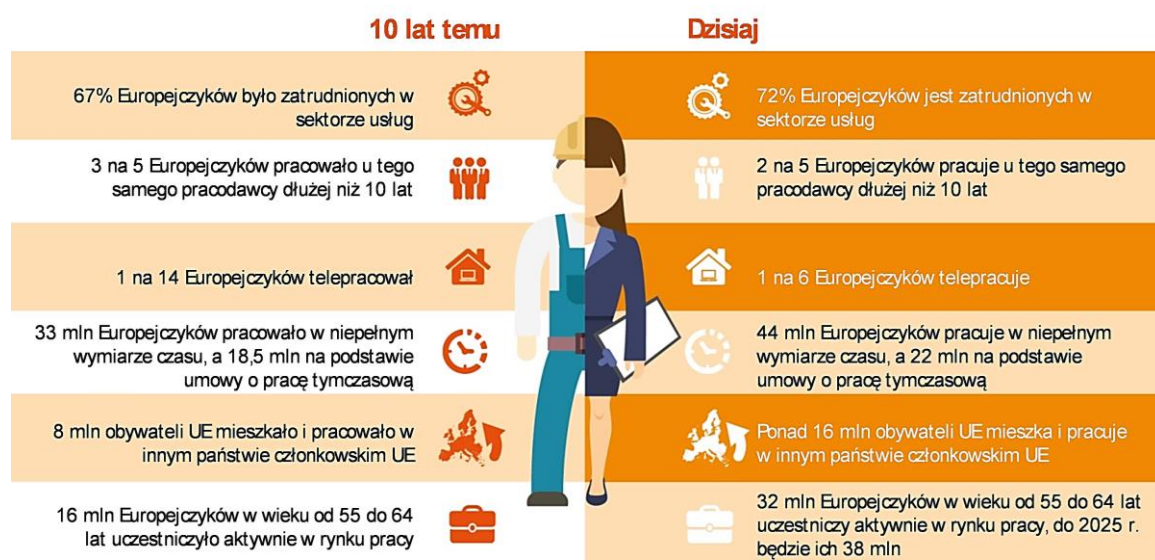 10 lat temu
Dzisiaj
67% Europejczyków było zatrudnionych w
sektorze usług
72% Europejczyków jest zatrudnionych w
sektorze usług
3 na 5 Europejczyków pracowało u tego
samego pracodawcy dłużej niż 10 lat
2 na 5 Europejczyków pracuje u tego samego
pracodawcy dłużej niż 10 lat
1 na 14 Europejczyków telepracował
1 na 6 Europejczyków telepracuje
33 mln Europejczyków pracowało w niepełnym
wymiarze czasu, a 18,5 mln na podstawie
umowy o pracę tymczasową
44 mln Europejczyków pracuje w niepełnym
wymiarze czasu, a 22 mln na podstawie
umowy o pracę tymczasową
8 mln obywateli UE mieszkało i pracowało w
innym państwie członkowskim UE
Ponad 16 mln obywateli UE mieszka i pracuje
w innym państwie członkowskim UE
16 mln Europejczyków w wieku od 55 do 64
lat uczestniczyło aktywnie w rynku pracy
32 mln Europejczyków w wieku od 55 do 64 lat
uczestniczy aktywnie w rynku pracy, do 2025 r.
będzie ich 38 mln